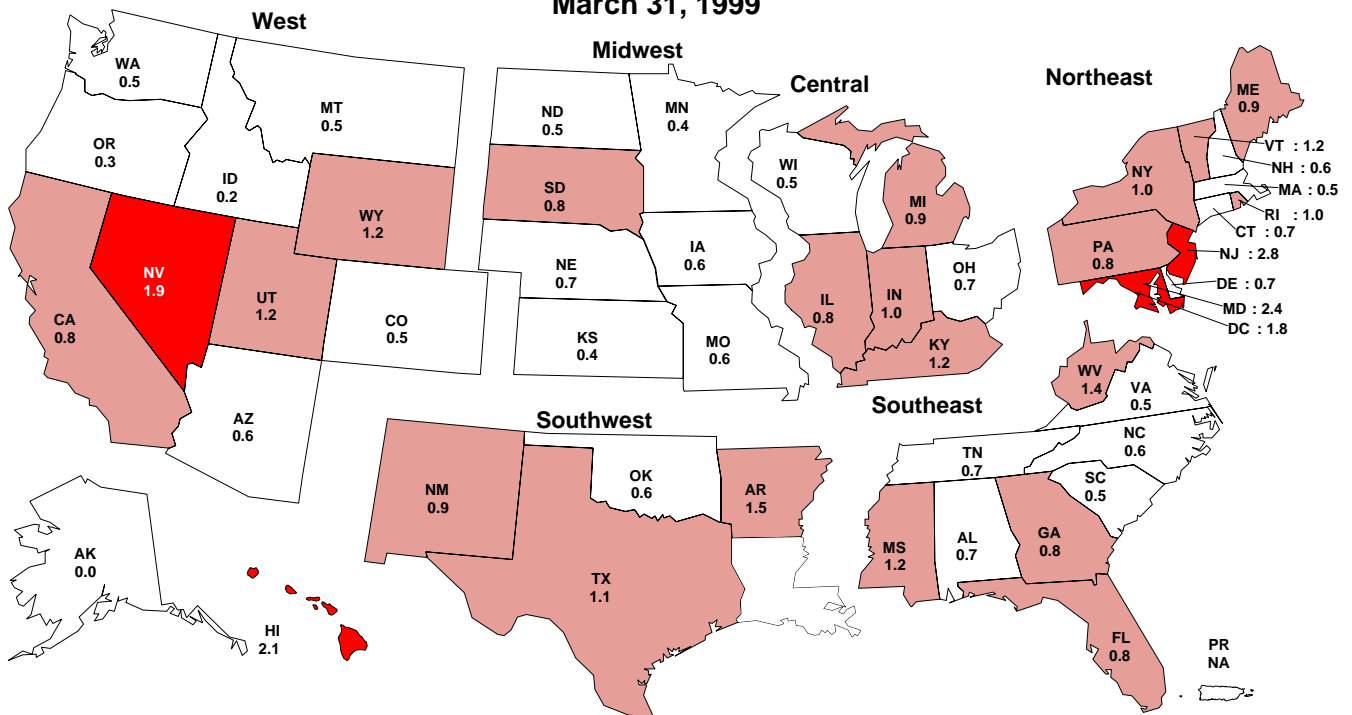 March 31, 1999
West
Midwest
Central
Northeast
WA
0.5
MT
0.5
ND
0.5
MN
0.4
ME
0.9
OR
0.3
ID
0.2
WI
0.5
VT : 1.2
NH : 0.6
NY
1.0
MA : 0.5
SD
0.8
MI
0.9
WY
1.2
RI : 1.0
CT : 0.7
PA
0.8
NJ : 2.8
IA
0.6
NE
0.7
OH
0.7
NV
1.9
DE : 0.7
UT
1.2
IL
0.8
IN
1.0
MD : 2.4
DC : 1.8
CA
0.8
CO
0.5
KS
0.4
MO
0.6
KY
1.2
WV
1.4
VA
0.5
Southwest
Southeast
AZ
0.6
NC
0.6
TN
0.7
SC
0.5
OK
0.6
NM
0.9
AR
1.5
GA
0.8
AL
0.7
MS
1.2
AK
0.0
TX
1.1
HI
2.1
FL
0.8
PR
NA